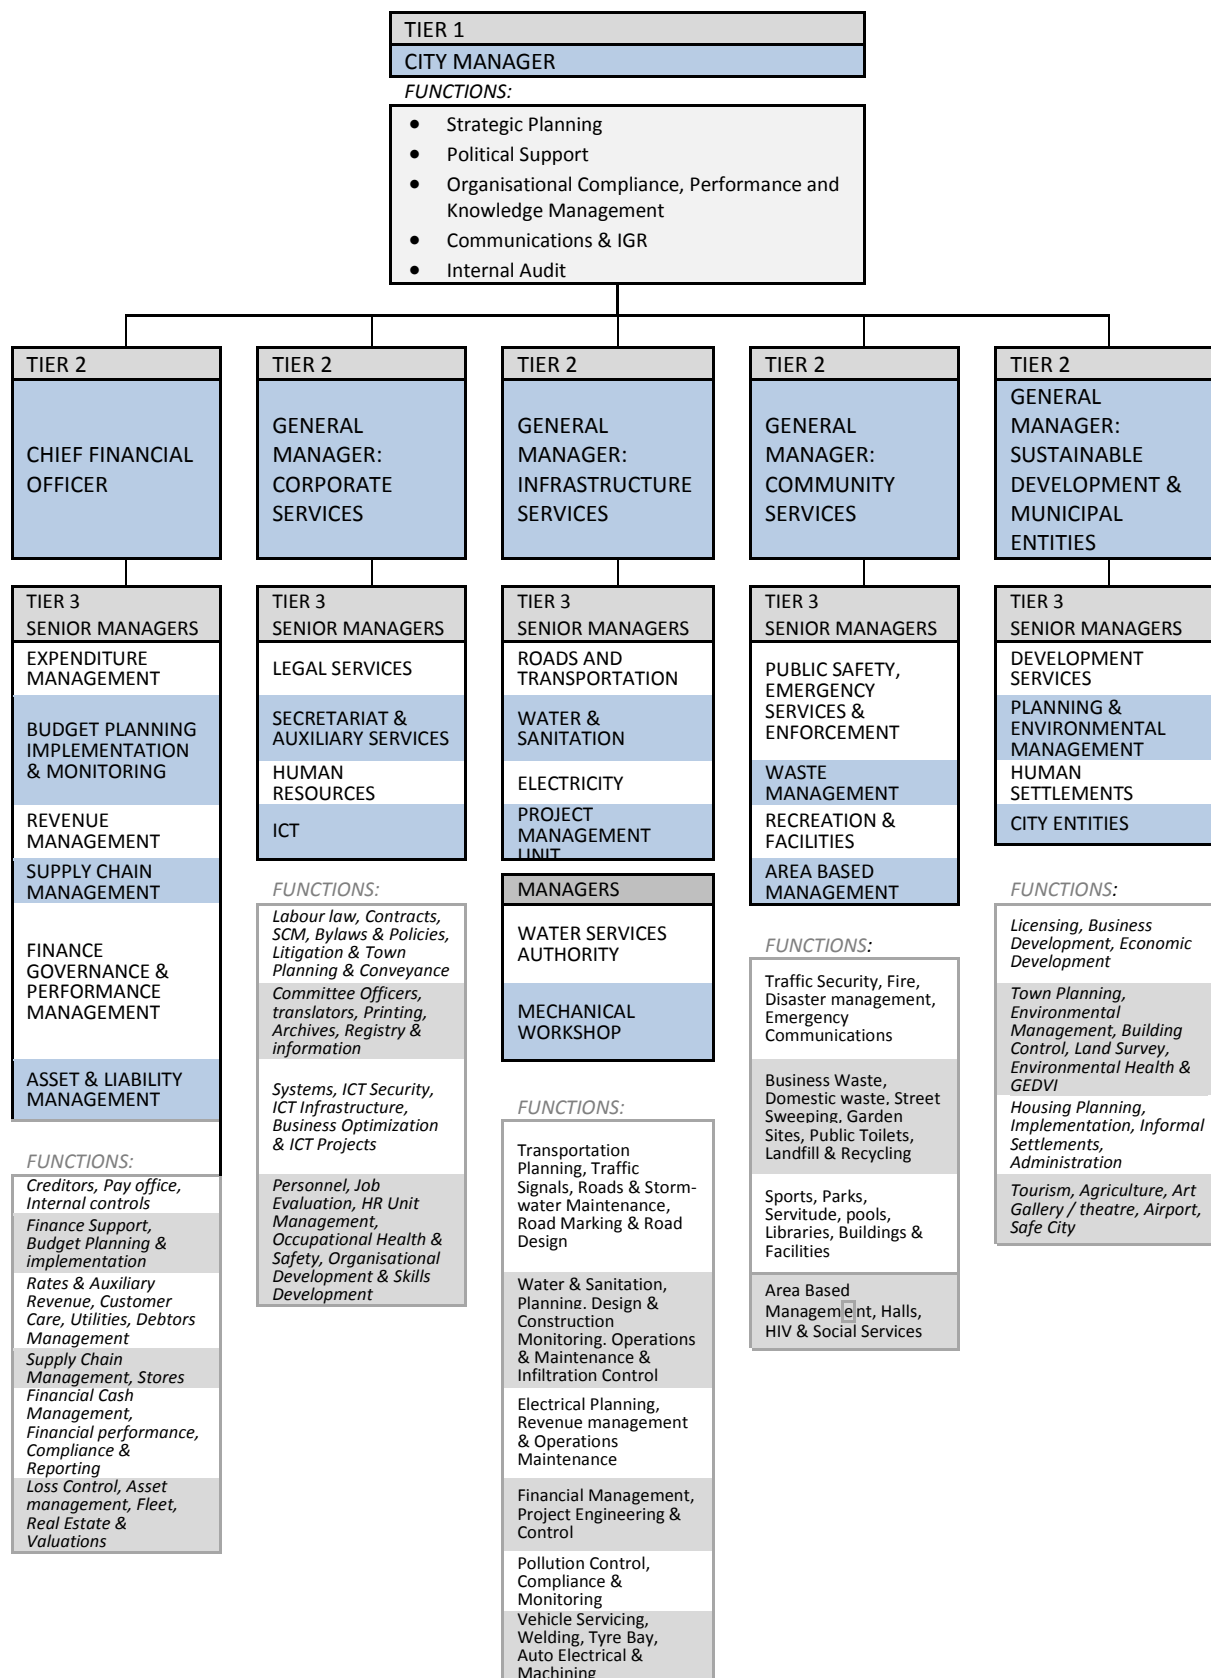 TIER 1
CITY MANAGER
FUNCTIONS:
• Strategic Planning
• Political Support
• Organisational Compliance, Performance and
Knowledge Management
• Communications & IGR
• Internal Audit
TIER 2
CHIEF FINANCIAL
OFFICER
TIER 3
SENIOR MANAGERS
EXPENDITURE
MANAGEMENT
BUDGET PLANNING
IMPLEMENTATION
& MONITORING
REVENUE
MANAGEMENT
SUPPLY CHAIN
MANAGEMENT
FINANCE
GOVERNANCE &
PERFORMANCE
MANAGEMENT
ASSET & LIABILITY
MANAGEMENT
FUNCTIONS:
Creditors, Pay office,
Internal controls
Finance Support,
Budget Planning &
implementation
Rates & Auxiliary
Revenue, Customer
Care, Utilities, Debtors
Management
Supply Chain
Management, Stores
Financial Cash
Management,
Financial performance,
Compliance &
Reporting
Loss Control, Asset
management, Fleet,
Real Estate &
Valuations
TIER 2
GENERAL
MANAGER:
CORPORATE
SERVICES
TIER 3
SENIOR MANAGERS
LEGAL SERVICES
SECRETARIAT &
AUXILIARY SERVICES
HUMAN
RESOURCES
ICT
FUNCTIONS:
Labour law, Contracts,
SCM, Bylaws & Policies,
Litigation & Town
Planning & Conveyance
Committee Officers,
translators, Printing,
Archives, Registry &
information
Systems, ICT Security,
ICT Infrastructure,
Business Optimization
& ICT Projects
Personnel, Job
Evaluation, HR Unit
Management,
Occupational Health &
Safety, Organisational
Development & Skills
Development
TIER 2
GENERAL
MANAGER:
INFRASTRUCTURE
SERVICES
TIER 3
SENIOR MANAGERS
ROADS AND
TRANSPORTATION
WATER &
SANITATION
ELECTRICITY
PROJECT
MANAGEMENT
UNIT
MANAGERS
WATER SERVICES
AUTHORITY
MECHANICAL
WORKSHOP
FUNCTIONS:
Transportation
Planning, Traffic
Signals, Roads & Storm-
water Maintenance,
Road Marking & Road
Design
Water & Sanitation,
Planning, Design &
Construction
Monitoring. Operations
& Maintenance &
Infiltration Control
Electrical Planning,
Revenue management
& Operations
Maintenance
Financial Management,
Project Engineering &
Control
Pollution Control,
Compliance &
Monitoring
Vehicle Servicing,
Welding, Tyre Bay,
Auto Electrical &
Machining
TIER 2
GENERAL
MANAGER:
COMMUNITY
SERVICES
TIER 3
SENIOR MANAGERS
PUBLIC SAFETY,
EMERGENCY
SERVICES &
ENFORCEMENT
WASTE
MANAGEMENT
RECREATION &
FACILITIES
AREA BASED
MANAGEMENT
FUNCTIONS:
Traffic Security, Fire,
Disaster management,
Emergency
Communications
Business Waste,
Domestic waste, Street
Sweeping, Garden
Sites, Public Toilets,
Landfill & Recycling
Sports, Parks,
Servitude, pools,
Libraries, Buildings &
Facilities
Area Based
Management, Halls,
HIV & Social Services
TIER 2
GENERAL
MANAGER:
SUSTAINABLE
DEVELOPMENT &
MUNICIPAL
ENTITIES
TIER 3
SENIOR MANAGERS
DEVELOPMENT
SERVICES
PLANNING &
ENVIRONMENTAL
MANAGEMENT
HUMAN
SETTLEMENTS
CITY ENTITIES
FUNCTIONS:
Licensing, Business
Development, Economic
Development
Town Planning,
Environmental
Management, Building
Control, Land Survey,
Environmental Health &
GEDVI
Housing Planning,
Implementation, Informal
Settlements,
Administration
Tourism, Agriculture, Art
Gallery / theatre, Airport,
Safe City